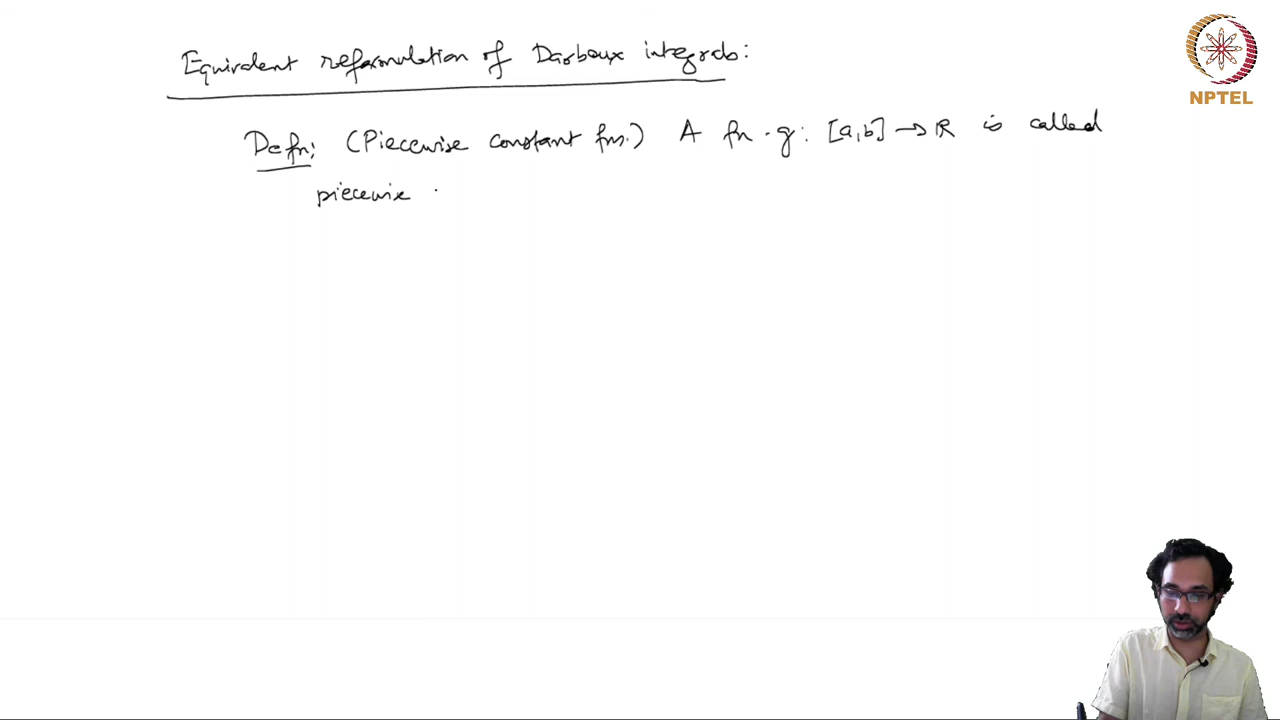 Equivalent reformulation of Darboux integrals:
Defn: (Piecewise constant fns.) A fn. g: [a,b] → ℝ is called
piecewise
NPTEL